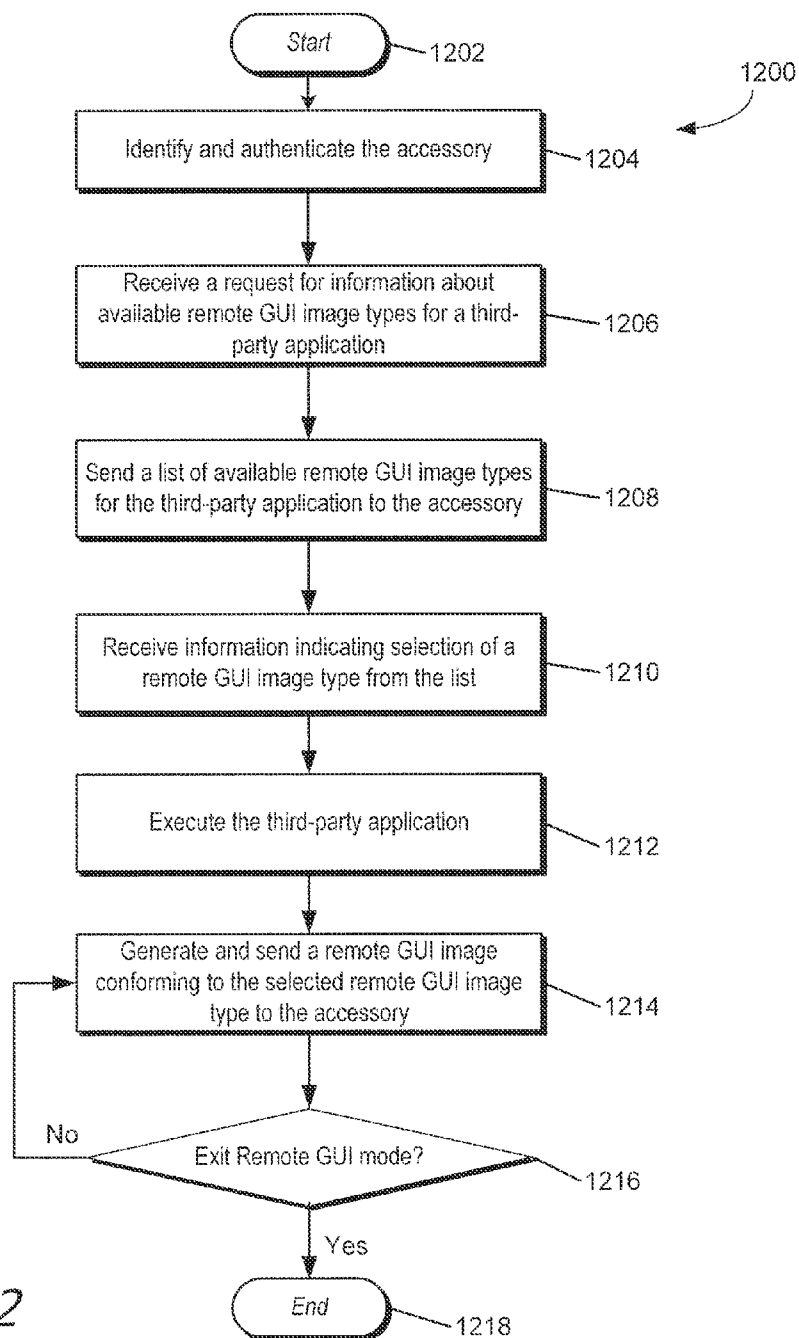 Start
1202
1200
Identify and authenticate the accessory
1204
Receive a request for information about
available remote GUI image types for a third-
party application
1206
Send a list of available remote GUI image types
for the third-party application to the accessory
1208
Receive information indicating selection of a
remote GUI image type from the list
1210
Execute the third-party application
1212
Generate and send a remote GUI image
conforming to the selected remote GUI image
type to the accessory
1214
No
Exit Remote GUI mode?
1216
Yes
End
1218
2